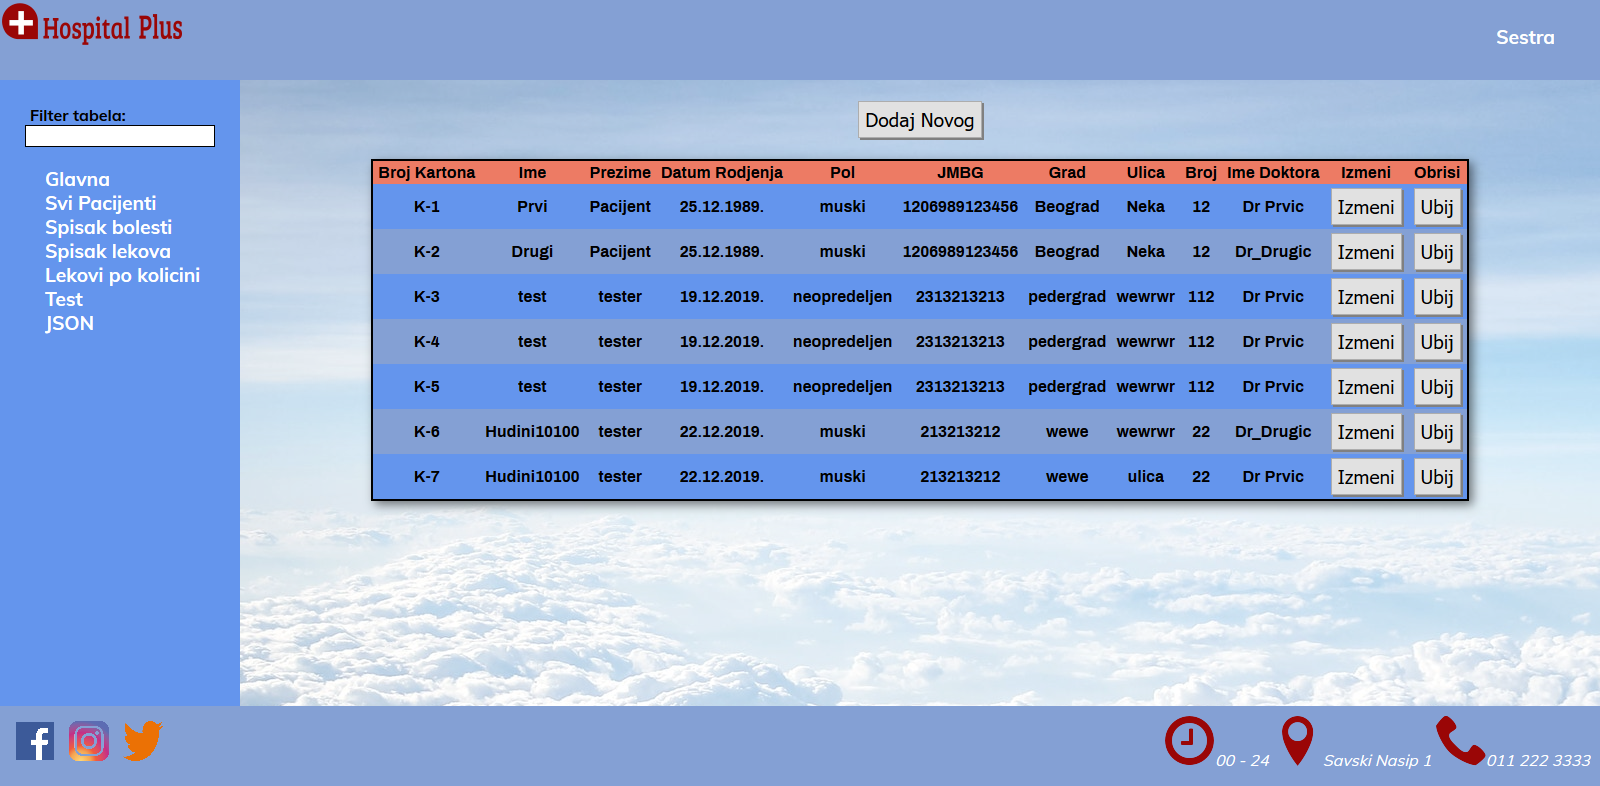 Hospital Plus
Sestra
Filter tabela:
Glavna
Svi Pacijenti
Spisak bolesti
Spisak lekova
Lekovi po kolicini
Test
JSON
Dodaj Novog
Broj Kartona Ime Prezime Datum Rodjenja Pol JMBG Grad Ulica Broj Ime Doktora Izmeni Obrisi
K-1 Prvi Pacijent 25.12.1989. muski 1206989123456 Beograd Neka 12 Dr Prvic Izmeni Ubij
K-2 Drugi Pacijent 25.12.1989. muski 1206989123456 Beograd Neka 12 Dr_Drugic Izmeni Ubij
K-3 test tester 19.12.2019. neopredeljen 2313213213 pedergrad wewrwr 112 Dr Prvic Izmeni Ubij
K-4 test tester 19.12.2019. neopredeljen 2313213213 pedergrad wewrwr 112 Dr Prvic Izmeni Ubij
K-5 test tester 19.12.2019. neopredeljen 2313213213 pedergrad wewrwr 112 Dr Prvic Izmeni Ubij
K-6 Hudini10100 tester 22.12.2019. muski 213213212 wewe wewrwr 22 Dr_Drugic Izmeni Ubij
K-7 Hudini10100 tester 22.12.2019. muski 213213212 wewe ulica 22 Dr Prvic Izmeni Ubij
00 - 24 Savski Nasip 1 011 222 3333